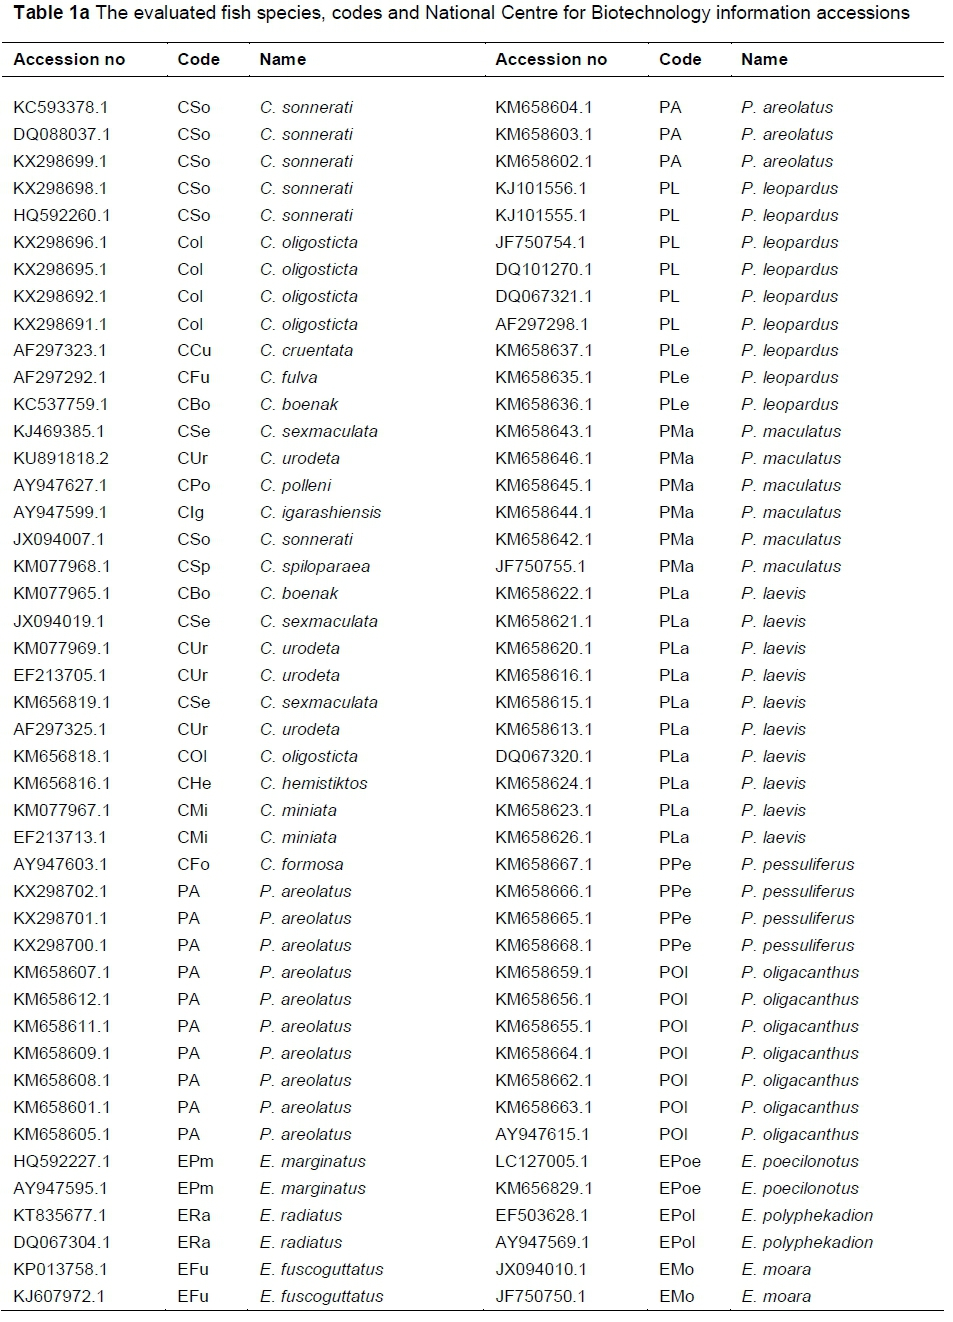 Table 1a The evaluated fish species, codes and National Centre for Biotechnology information accessions
Accession no Code Name Accession no Code Name
KC593378.1 CSo C. sonnerati KM658604.1 PA P. areolatus
DQ088037.1 CSo C. sonnerati KM658603.1 PA P. areolatus
KX298699.1 CSo C. sonnerati KM658602.1 PA P. areolatus
KX298698.1 CSo C. sonnerati KJ101556.1 PL P. leopardus
HQ592260.1 CSo C. sonnerati KJ101555.1 PL P. leopardus
KX298696.1 Col C. oligosticta JF750754.1 PL P. leopardus
KX298695.1 Col C. oligosticta DQ101270.1 PL P. leopardus
KX298692.1 Col C. oligosticta DQ067321.1 PL P. leopardus
KX298691.1 Col C. oligosticta AF297298.1 PL P. leopardus
AF297323.1 CCu C. cruentata KM658637.1 PLe P. leopardus
AF297292.1 CFu C. fulva KM658635.1 PLe P. leopardus
KC537759.1 CBo C. boenak KM658636.1 PLe P. leopardus
KJ469385.1 CSe C. sexmaculata KM658643.1 PMa P. maculatus
KU891818.2 CUr C. urodeta KM658646.1 PMa P. maculatus
AY947627.1 CPo C. polleni KM658645.1 PMa P. maculatus
AY947599.1 CIg C. igarashiensis KM658644.1 PMa P. maculatus
JX094007.1 CSo C. sonnerati KM658642.1 PMa P. maculatus
KM077968.1 CSp C. spiloparaea JF750755.1 PMa P. maculatus
KM077965.1 CBo C. boenak KM658622.1 PLa P. laevis
JX094019.1 CSe C. sexmaculata KM658621.1 PLa P. laevis
KM077969.1 CUr C. urodeta KM658620.1 PLa P. laevis
EF213705.1 CUr C. urodeta KM658616.1 PLa P. laevis
KM656819.1 CSe C. sexmaculata KM658615.1 PLa P. laevis
AF297325.1 CUr C. urodeta KM658613.1 PLa P. laevis
KM656818.1 COl C. oligosticta DQ067320.1 PLa P. laevis
KM656816.1 CHe C. hemistiktos KM658624.1 PLa P. laevis
KM077967.1 CMi C. miniata KM658623.1 PLa P. laevis
EF213713.1 CMi C. miniata KM658626.1 PLa P. laevis
AY947603.1 CFo C. formosa KM658667.1 PPe P. pessuliferus
KX298702.1 PA P. areolatus KM658666.1 PPe P. pessuliferus
KX298701.1 PA P. areolatus KM658665.1 PPe P. pessuliferus
KX298700.1 PA P. areolatus KM658668.1 PPe P. pessuliferus
KM658607.1 PA P. areolatus KM658659.1 POl P. oligacanthus
KM658612.1 PA P. areolatus KM658656.1 POl P. oligacanthus
KM658611.1 PA P. areolatus KM658655.1 POl P. oligacanthus
KM658609.1 PA P. areolatus KM658664.1 POl P. oligacanthus
KM658608.1 PA P. areolatus KM658662.1 POl P. oligacanthus
KM658601.1 PA P. areolatus KM658663.1 POl P. oligacanthus
KM658605.1 PA P. areolatus AY947615.1 POl P. oligacanthus
HQ592227.1 EPm E. marginatus LC127005.1 EPoe E. poecilonotus
AY947595.1 EPm E. marginatus KM656829.1 EPoe E. poecilonotus
KT835677.1 ERa E. radiatus EF503628.1 EPol E. polyphekadion
DQ067304.1 ERa E. radiatus AY947569.1 EPol E. polyphekadion
KP013758.1 EFu E. fuscoguttatus JX094010.1 EMo E. moara
KJ607972.1 EFu E. fuscoguttatus JF750750.1 EMo E. moara